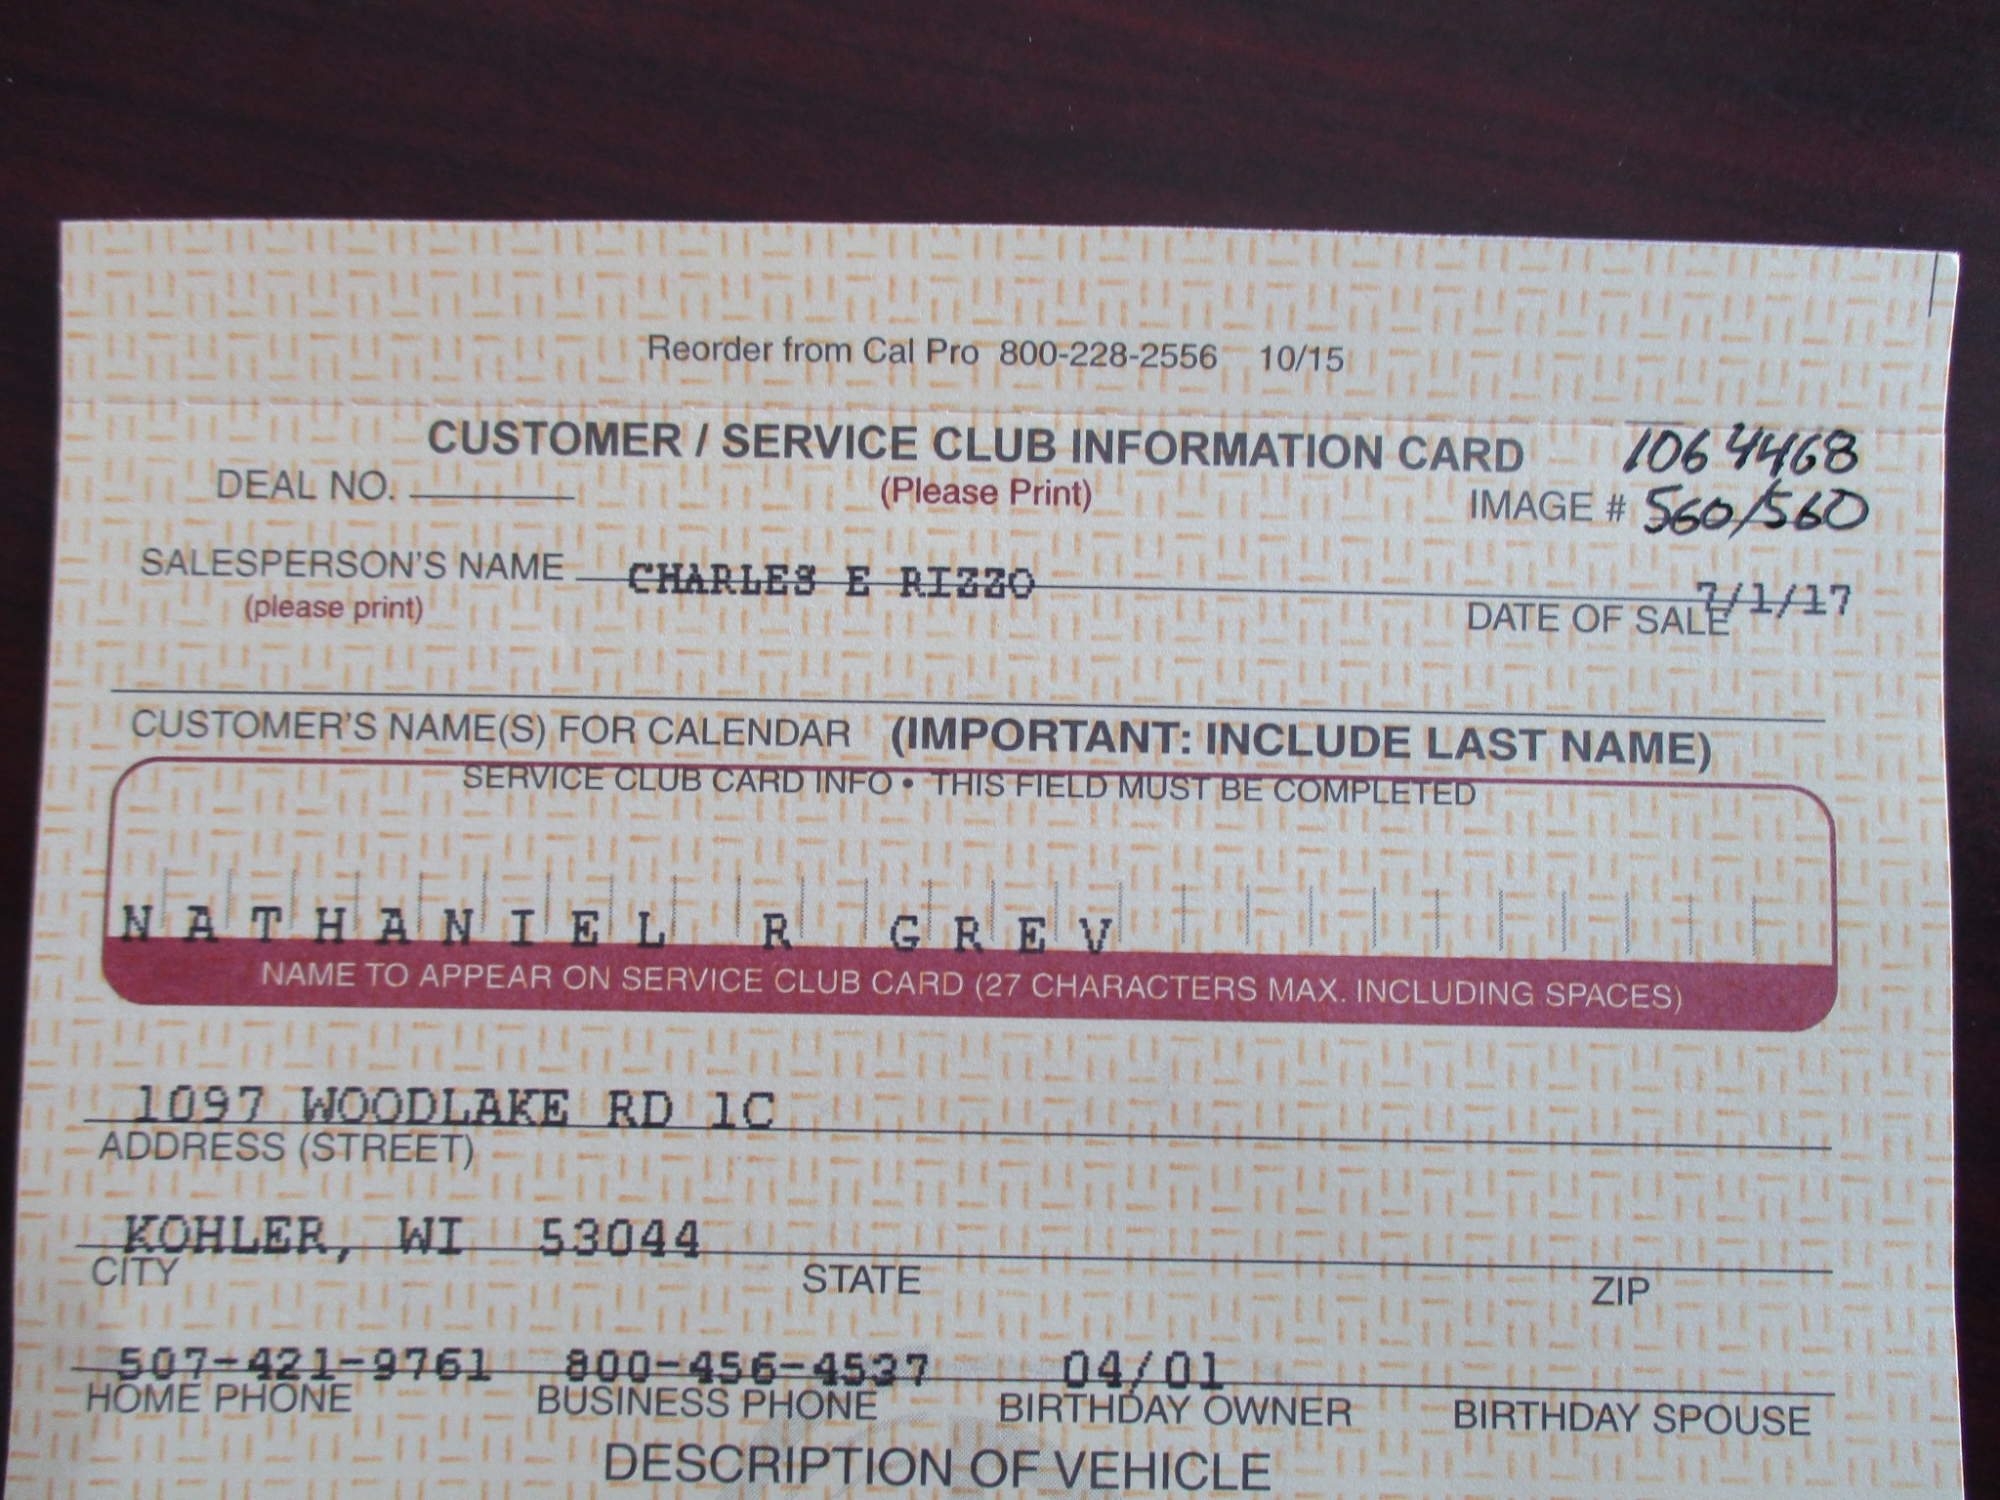 Reorder from Cal Pro 800-228-2556 10/15
CUSTOMER / SERVICE CLUB INFORMATION CARD 1064468
DEAL NO. (Please Print) IMAGE # 560/560
SALESPERSON'S NAME CHARLES E RIZZO
(please print) DATE OF SALE 7/1/17
CUSTOMER'S NAME(S) FOR CALENDAR (IMPORTANT: INCLUDE LAST NAME)
SERVICE CLUB CARD INFO • THIS FIELD MUST BE COMPLETED
NATHANIEL R GREV
NAME TO APPEAR ON SERVICE CLUB CARD (27 CHARACTERS MAX. INCLUDING SPACES)
1097 WOODLAKE RD 1C
ADDRESS (STREET)
KOHLER, WI 53044
CITY STATE ZIP
507-421-9761 800-456-4537 04/01
HOME PHONE BUSINESS PHONE BIRTHDAY OWNER BIRTHDAY SPOUSE
DESCRIPTION OF VEHICLE